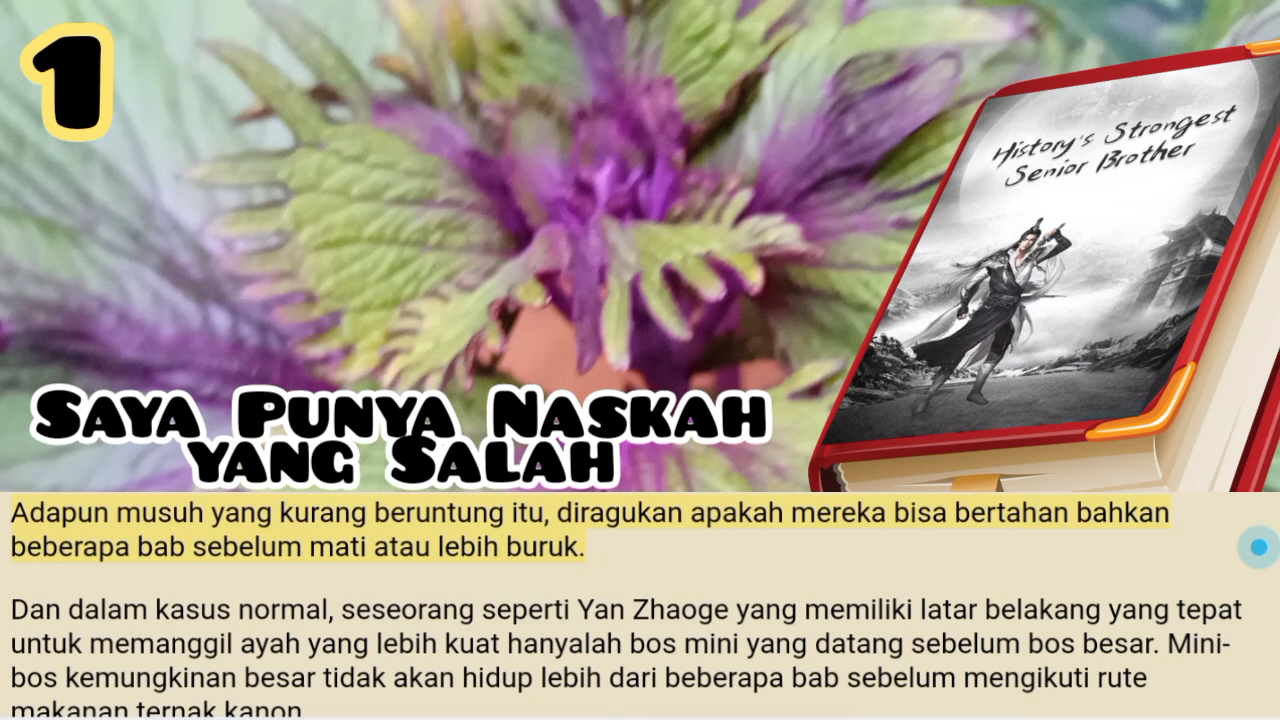 1
History's Strongest
Senior Brother
SAYA PUNYA NASKAH
YANG SALAH
Adapun musuh yang kurang beruntung itu, diragukan apakah mereka bisa bertahan bahkan
beberapa bab sebelum mati atau lebih buruk.
Dan dalam kasus normal, seseorang seperti Yan Zhaoge yang memiliki latar belakang yang tepat
untuk memanggil ayah yang lebih kuat hanyalah bos mini yang datang sebelum bos besar. Mini-
bos kemungkinan besar tidak akan hidup lebih dari beberapa bab sebelum mengikuti rute
makanan ternak kanon